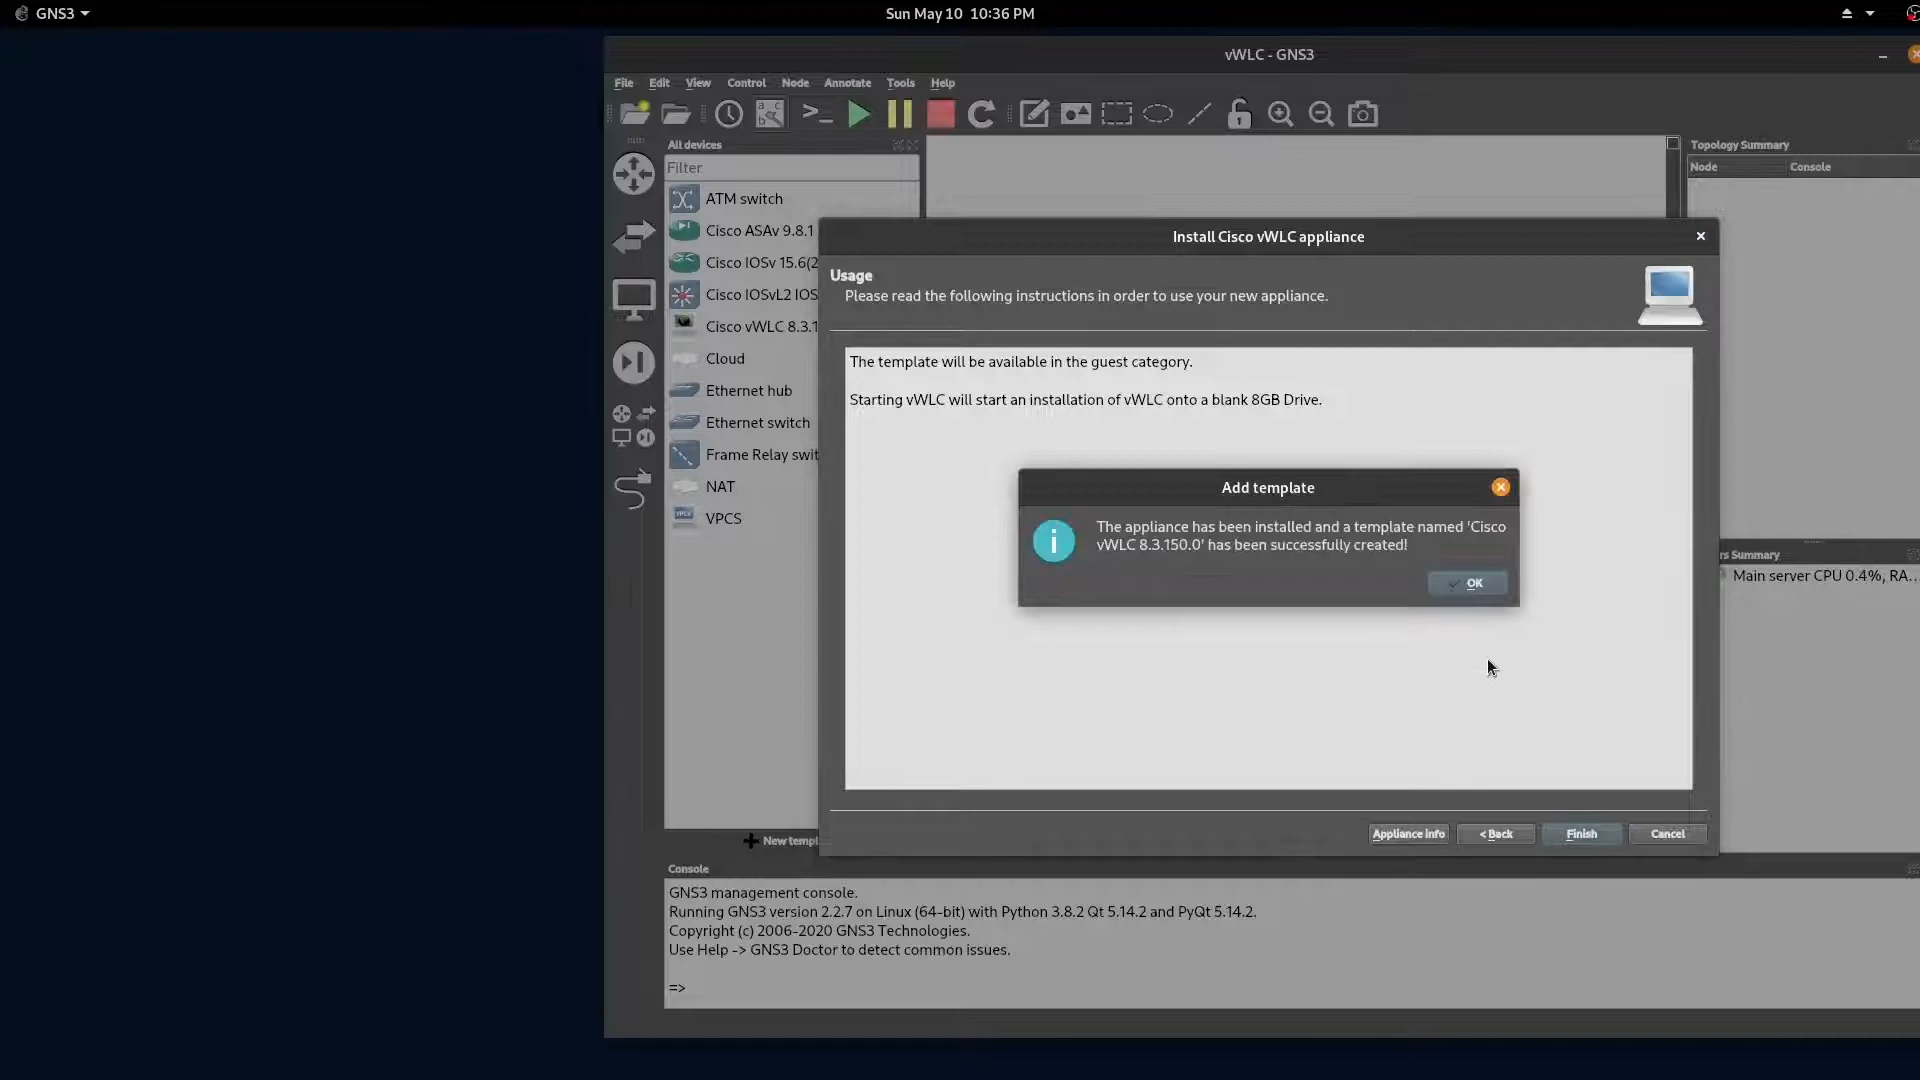 GNS3
Sun May 10 10:36 PM
vWLC - GNS3
File Edit View Control Node Annotate Tools Help
All devices
Filter
ATM switch
Cisco ASAv 9.8.1
Cisco IOSv 15.6(2
Cisco IOSvL2 IOS
Cisco vWLC 8.3.1
Cloud
Ethernet hub
Ethernet switch
Frame Relay swit
NAT
VPCS
New templ
Topology Summary
Node Console
rs Summary
Main server CPU 0.4%, RA...
Install Cisco vWLC appliance
Usage
Please read the following instructions in order to use your new appliance.
The template will be available in the guest category.
Starting vWLC will start an installation of vWLC onto a blank 8GB Drive.
Add template
The appliance has been installed and a template named 'Cisco
vWLC 8.3.150.0' has been successfully created!
OK
Appliance info < Back Finish Cancel
Console
GNS3 management console.
Running GNS3 version 2.2.7 on Linux (64-bit) with Python 3.8.2 Qt 5.14.2 and PyQt 5.14.2.
Copyright (c) 2006-2020 GNS3 Technologies.
Use Help -> GNS3 Doctor to detect common issues.
=>